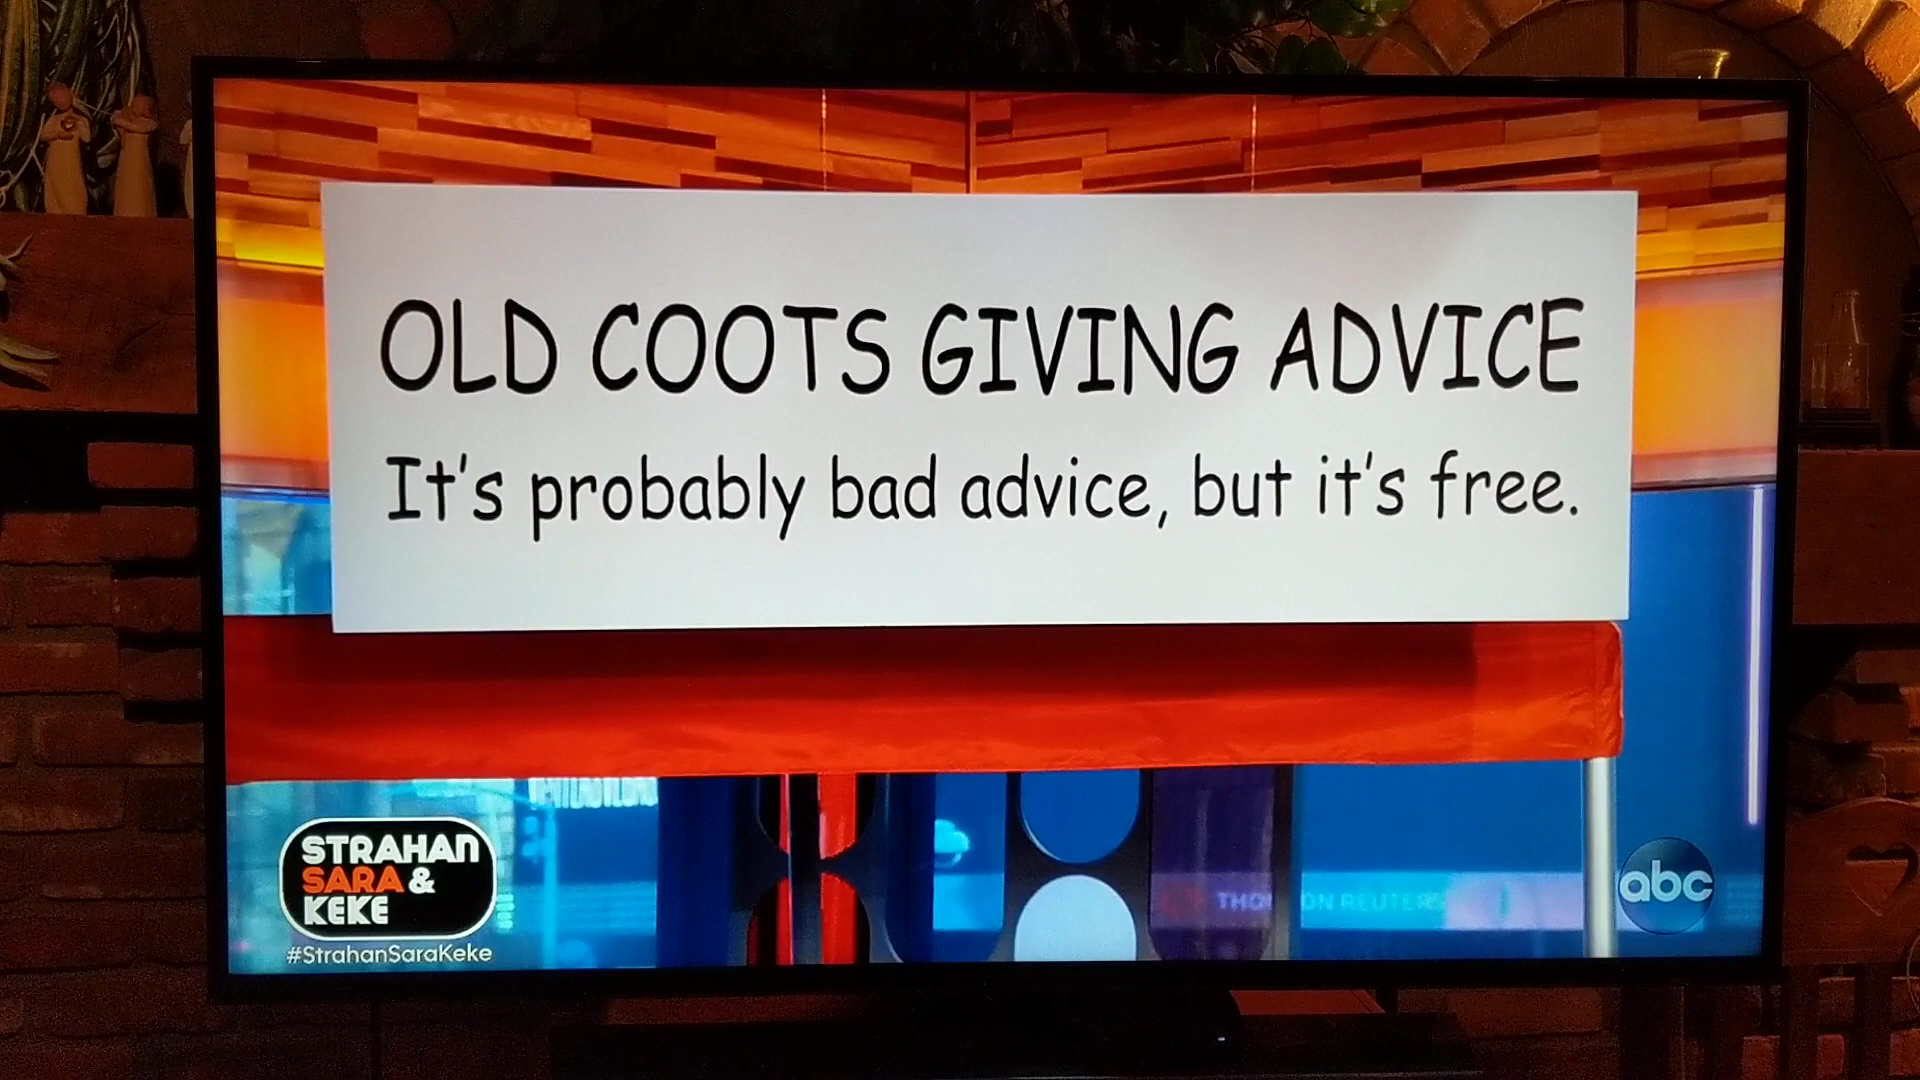 OLD COOTS GIVING ADVICE
It's probably bad advice, but it's free.
STRAHAN
SARA &
KEKE
#StrahanSaraKeke
abc